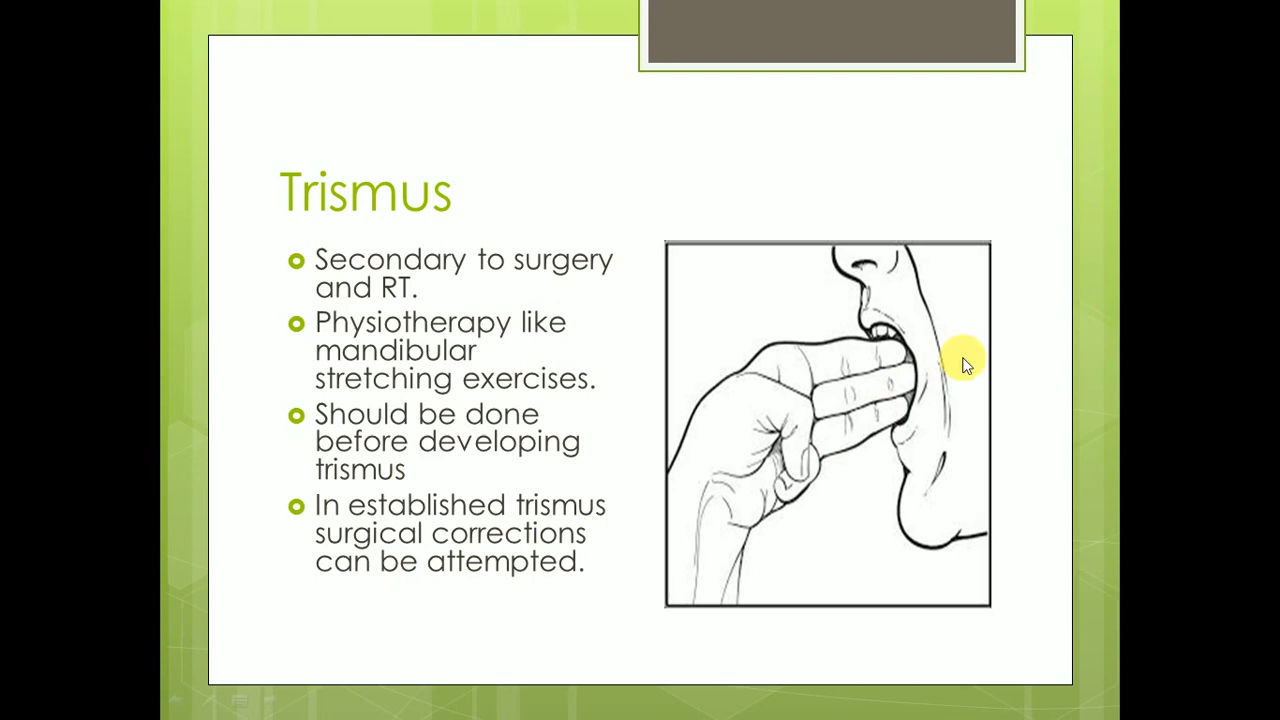 Trismus
Secondary to surgery
and RT.
Physiotherapy like
mandibular
stretching exercises.
Should be done
before developing
trismus
In established trismus
surgical corrections
can be attempted.